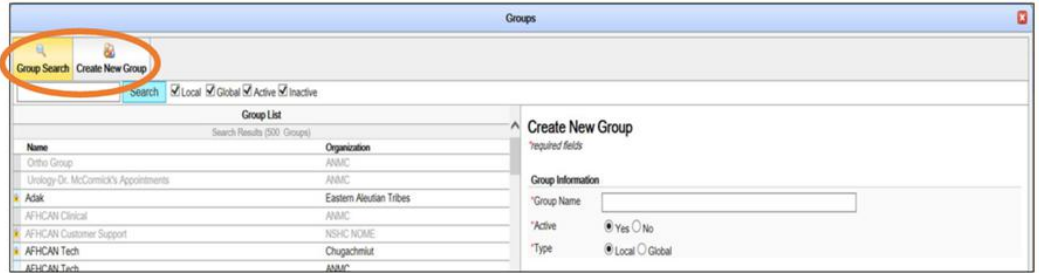 Groups
Group Search Create New Group
Search Local Global Active Inactive
Group List
Search Results (500 Groups)
Name Organization
Ortho Group ANMC
Urology-Dr. McCormick's Appointments ANMC
Adak Eastern Aleutian Tribes
AFHCAN Clinical ANMC
AFHCAN Customer Support NSHC NOME
AFHCAN Tech Chugachmiut
AFHCAN Tech ANMC
Create New Group
*required fields
Group Information
*Group Name
*Active Yes No
*Type Local Global